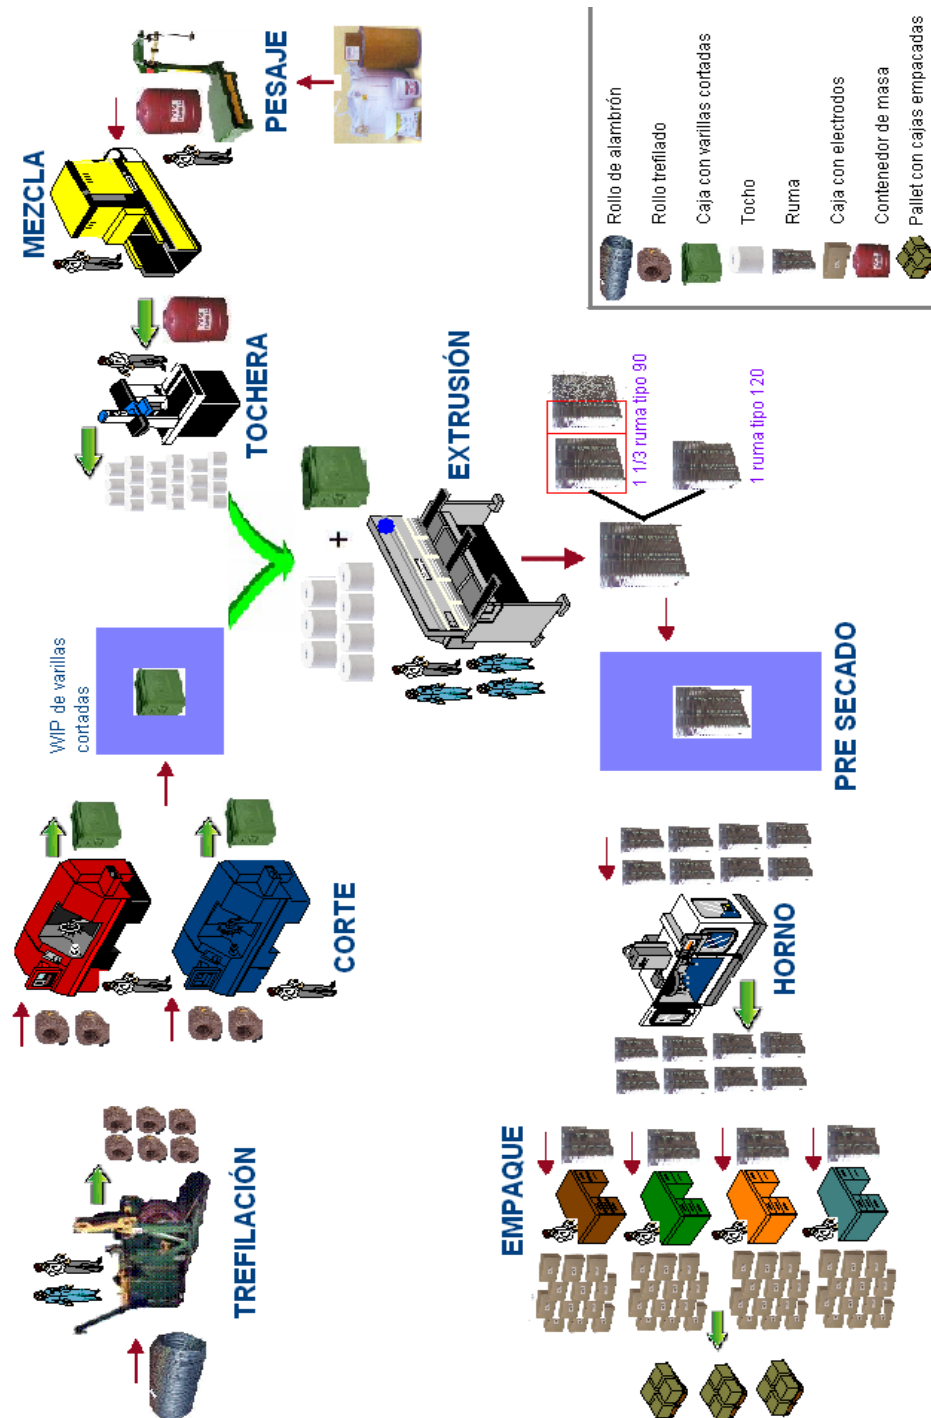 TREFILACIÓN
CORTE
WIP de varillas
cortadas
TOCHERA
MEZCLA
PESAJE
EXTRUSIÓN
+
1 1/3 ruma tipo 90
1 ruma tipo 120
PRE SECADO
HORNO
EMPAQUE
Rollo de alambrón
Rollo trefilado
Caja con varillas cortadas
Tocho
Ruma
Caja con electrodos
Contenedor de masa
Pallet con cajas empacadas